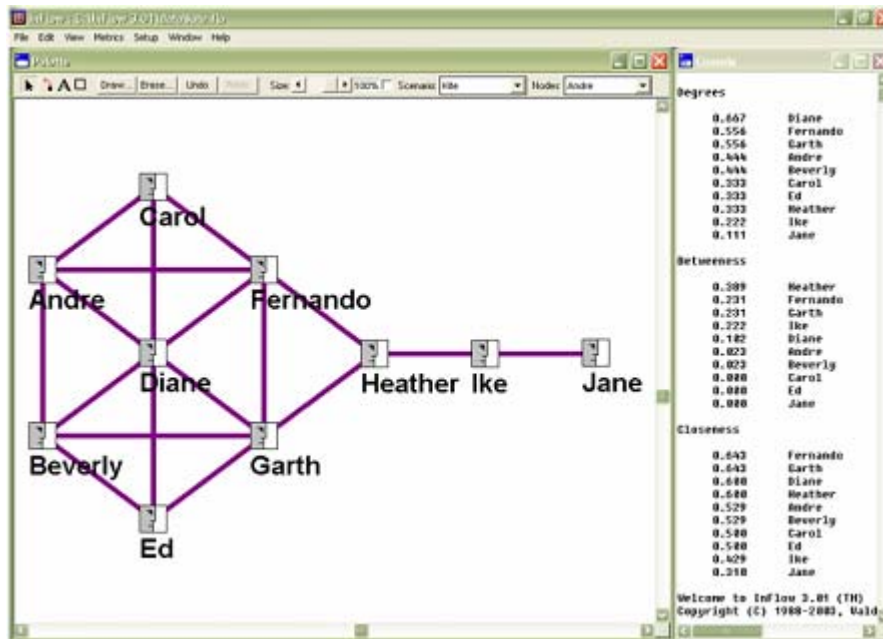 File Edit View Metrics Setup Window Help
Draw... Erase... Undo Size: 100% Scenario: Kite Nodes: Andre
Carol
Andre
Fernando
Diane
Heather
Ike
Jane
Beverly
Garth
Ed
Degrees
0.667 Diane
0.556 Fernando
0.556 Garth
0.444 Andre
0.444 Beverly
0.333 Carol
0.333 Ed
0.333 Heather
0.222 Ike
0.111 Jane
Betweeness
0.389 Heather
0.231 Fernando
0.231 Garth
0.222 Ike
0.102 Diane
0.023 Andre
0.023 Beverly
0.000 Carol
0.000 Ed
0.000 Jane
Closeness
0.643 Fernando
0.643 Garth
0.600 Diane
0.600 Heather
0.529 Andre
0.529 Beverly
0.500 Carol
0.500 Ed
0.429 Ike
0.310 Jane
Welcome to InFlow 3.01 (TM)
Copyright (C) 1988-2003, Vald